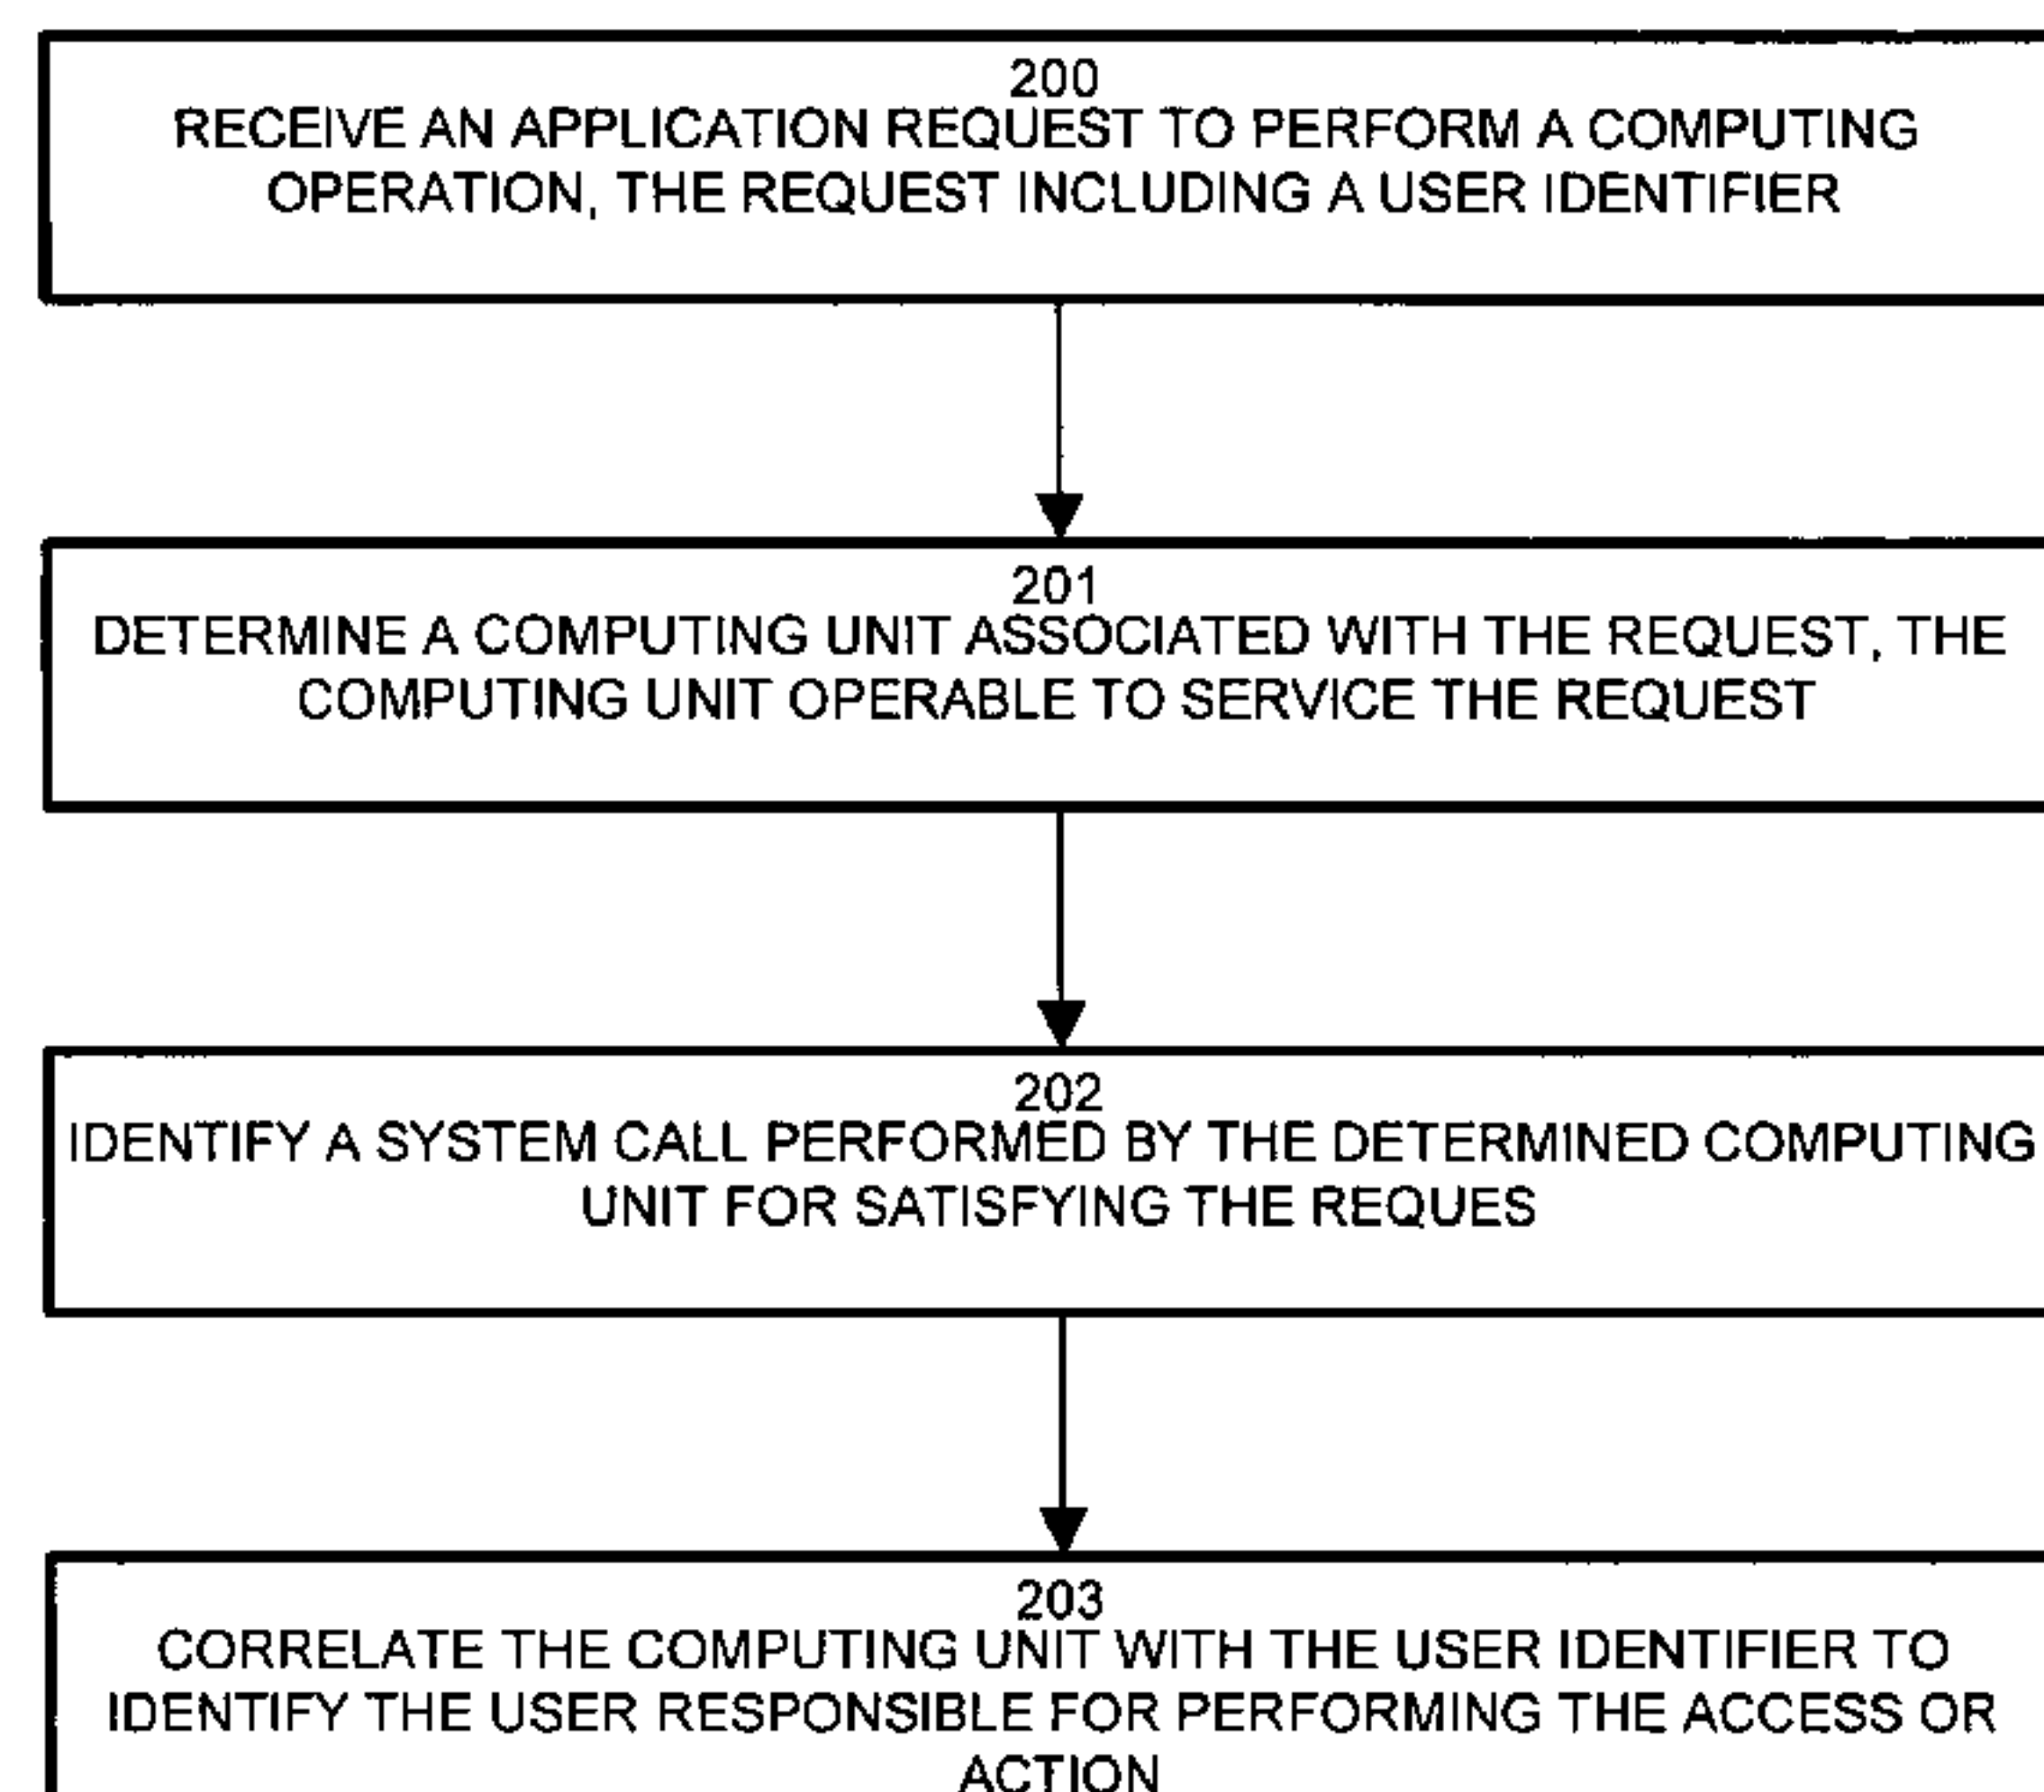 200
RECEIVE AN APPLICATION REQUEST TO PERFORM A COMPUTING
OPERATION, THE REQUEST INCLUDING A USER IDENTIFIER
201
DETERMINE A COMPUTING UNIT ASSOCIATED WITH THE REQUEST, THE
COMPUTING UNIT OPERABLE TO SERVICE THE REQUEST
202
IDENTIFY A SYSTEM CALL PERFORMED BY THE DETERMINED COMPUTING
UNIT FOR SATISFYING THE REQUES
203
CORRELATE THE COMPUTING UNIT WITH THE USER IDENTIFIER TO
IDENTIFY THE USER RESPONSIBLE FOR PERFORMING THE ACCESS OR
ACTION